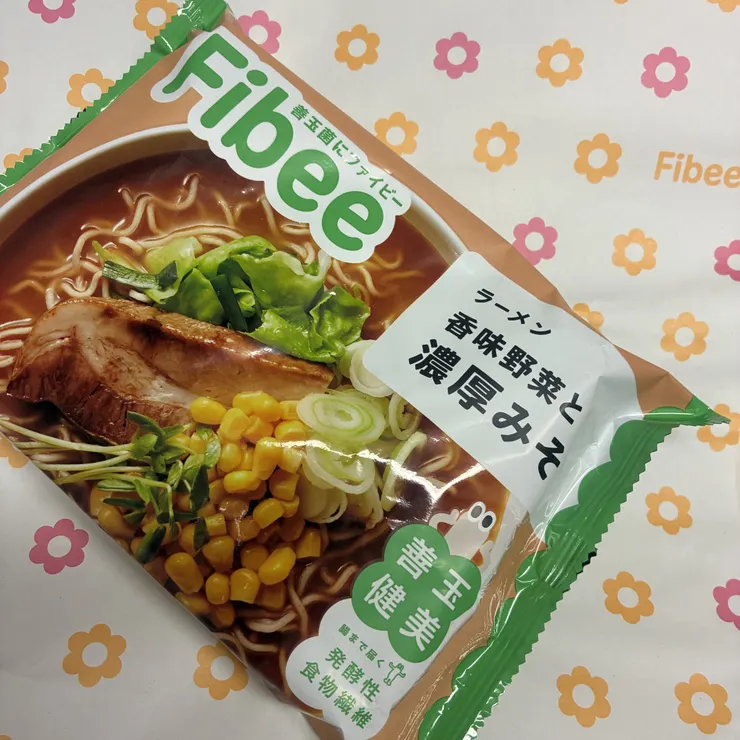 Fibee
善玉菌にファイビー
ラーメン
香味野菜と
濃厚みそ
善玉
健美
腸まで届く
発酵性
食物繊維
Fibee
Fibee
Fibee